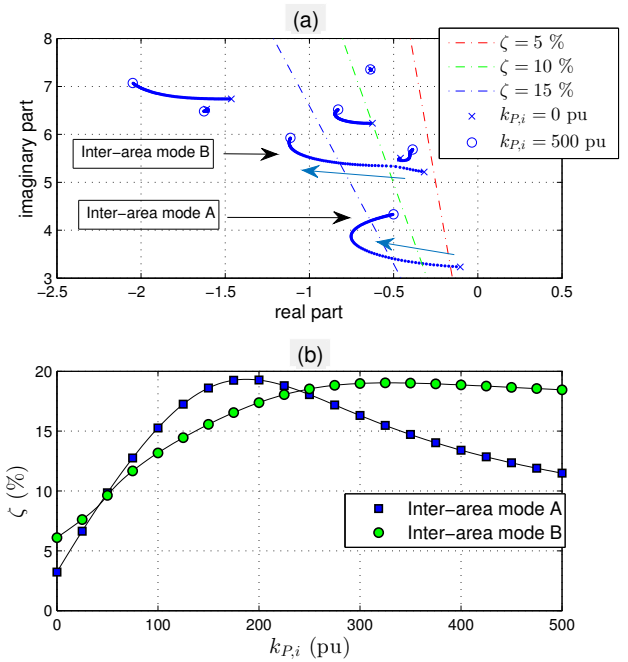 (a)
8
7
6
5
4
3
imaginary part
−2.5 −2 −1.5 −1 −0.5 0 0.5
real part
Inter-area mode B
Inter-area mode A
ζ = 5 %
ζ = 10 %
ζ = 15 %
k_{P,i} = 0 pu
k_{P,i} = 500 pu
(b)
20
15
10
5
0
ζ (%)
0 100 200 300 400 500
k_{P,i} (pu)
Inter−area mode A
Inter−area mode B